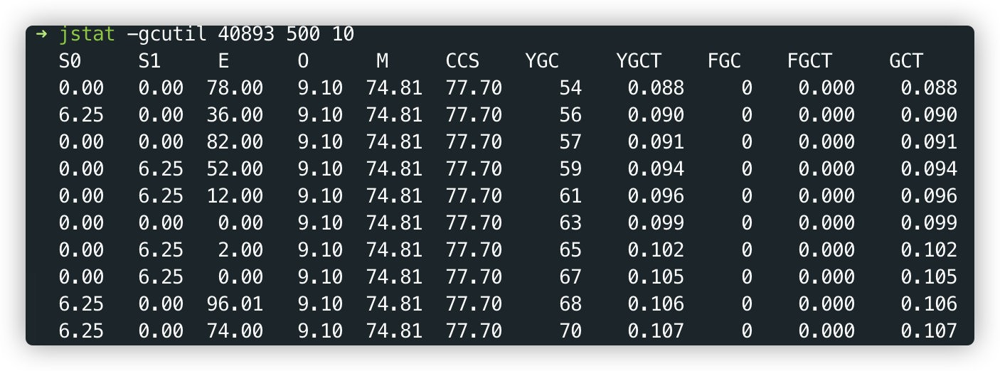 ➜ jstat -gcutil 40893 500 10
S0 S1 E O M CCS YGC YGCT FGC FGCT GCT
0.00 0.00 78.00 9.10 74.81 77.70 54 0.088 0 0.000 0.088
6.25 0.00 36.00 9.10 74.81 77.70 56 0.090 0 0.000 0.090
0.00 0.00 82.00 9.10 74.81 77.70 57 0.091 0 0.000 0.091
0.00 6.25 52.00 9.10 74.81 77.70 59 0.094 0 0.000 0.094
0.00 6.25 12.00 9.10 74.81 77.70 61 0.096 0 0.000 0.096
0.00 0.00 0.00 9.10 74.81 77.70 63 0.099 0 0.000 0.099
0.00 6.25 2.00 9.10 74.81 77.70 65 0.102 0 0.000 0.102
0.00 6.25 0.00 9.10 74.81 77.70 67 0.105 0 0.000 0.105
6.25 0.00 96.01 9.10 74.81 77.70 68 0.106 0 0.000 0.106
6.25 0.00 74.00 9.10 74.81 77.70 70 0.107 0 0.000 0.107